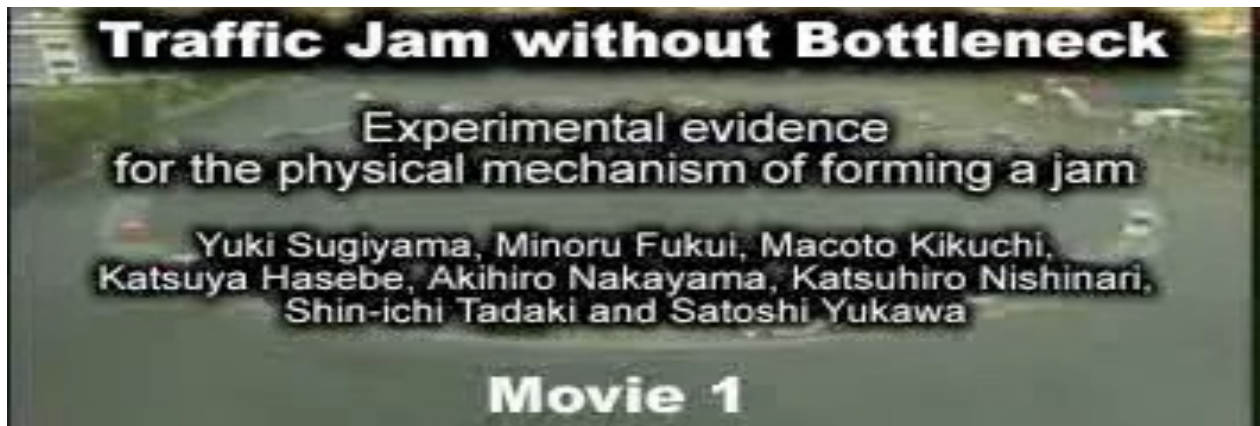 Traffic Jam without Bottleneck
Experimental evidence
for the physical mechanism of forming a jam
Yuki Sugiyama, Minoru Fukui, Macoto Kikuchi,
Katsuya Hasebe, Akihiro Nakayama, Katsuhiro Nishinari,
Shin-ichi Tadaki and Satoshi Yukawa
Movie 1